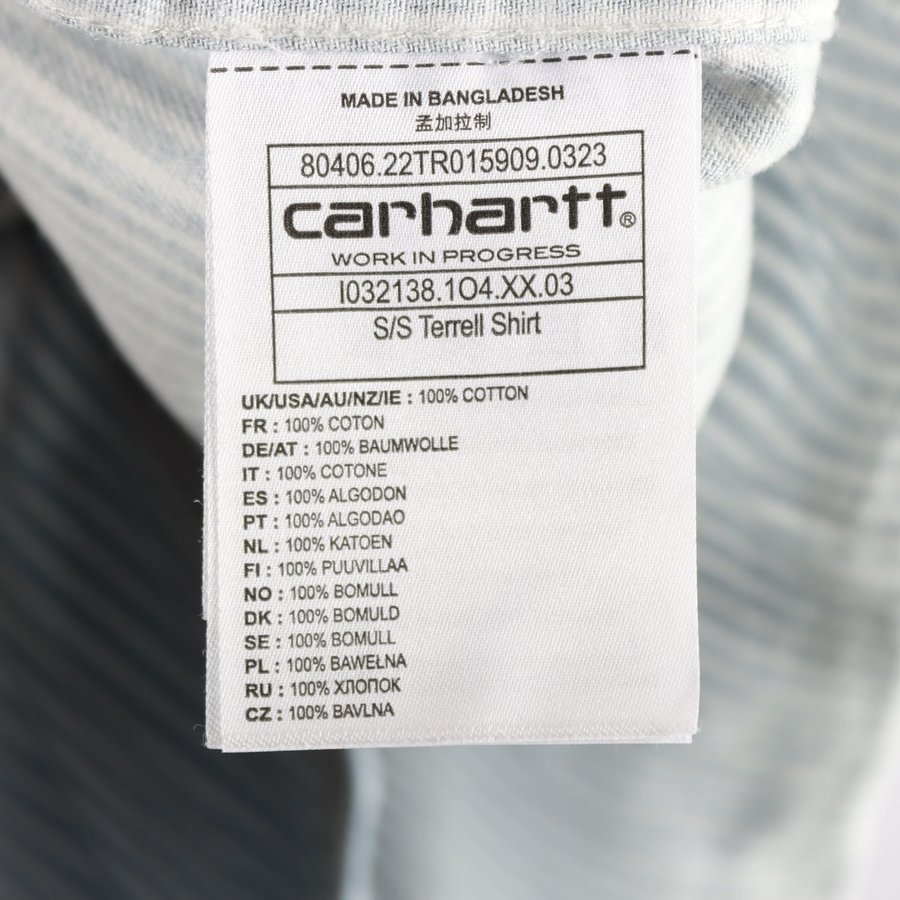 MADE IN BANGLADESH
孟加拉制
80406.22TR015909.0323
carhartt®
WORK IN PROGRESS
I032138.1O4.XX.03
S/S Terrell Shirt
UK/USA/AU/NZ/IE : 100% COTTON
FR : 100% COTON
DE/AT : 100% BAUMWOLLE
IT : 100% COTONE
ES : 100% ALGODON
PT : 100% ALGODAO
NL : 100% KATOEN
FI : 100% PUUVILLAA
NO : 100% BOMULL
DK : 100% BOMULD
SE : 100% BOMULL
PL : 100% BAWEŁNA
RU : 100% ХЛОПОК
CZ : 100% BAVLNA